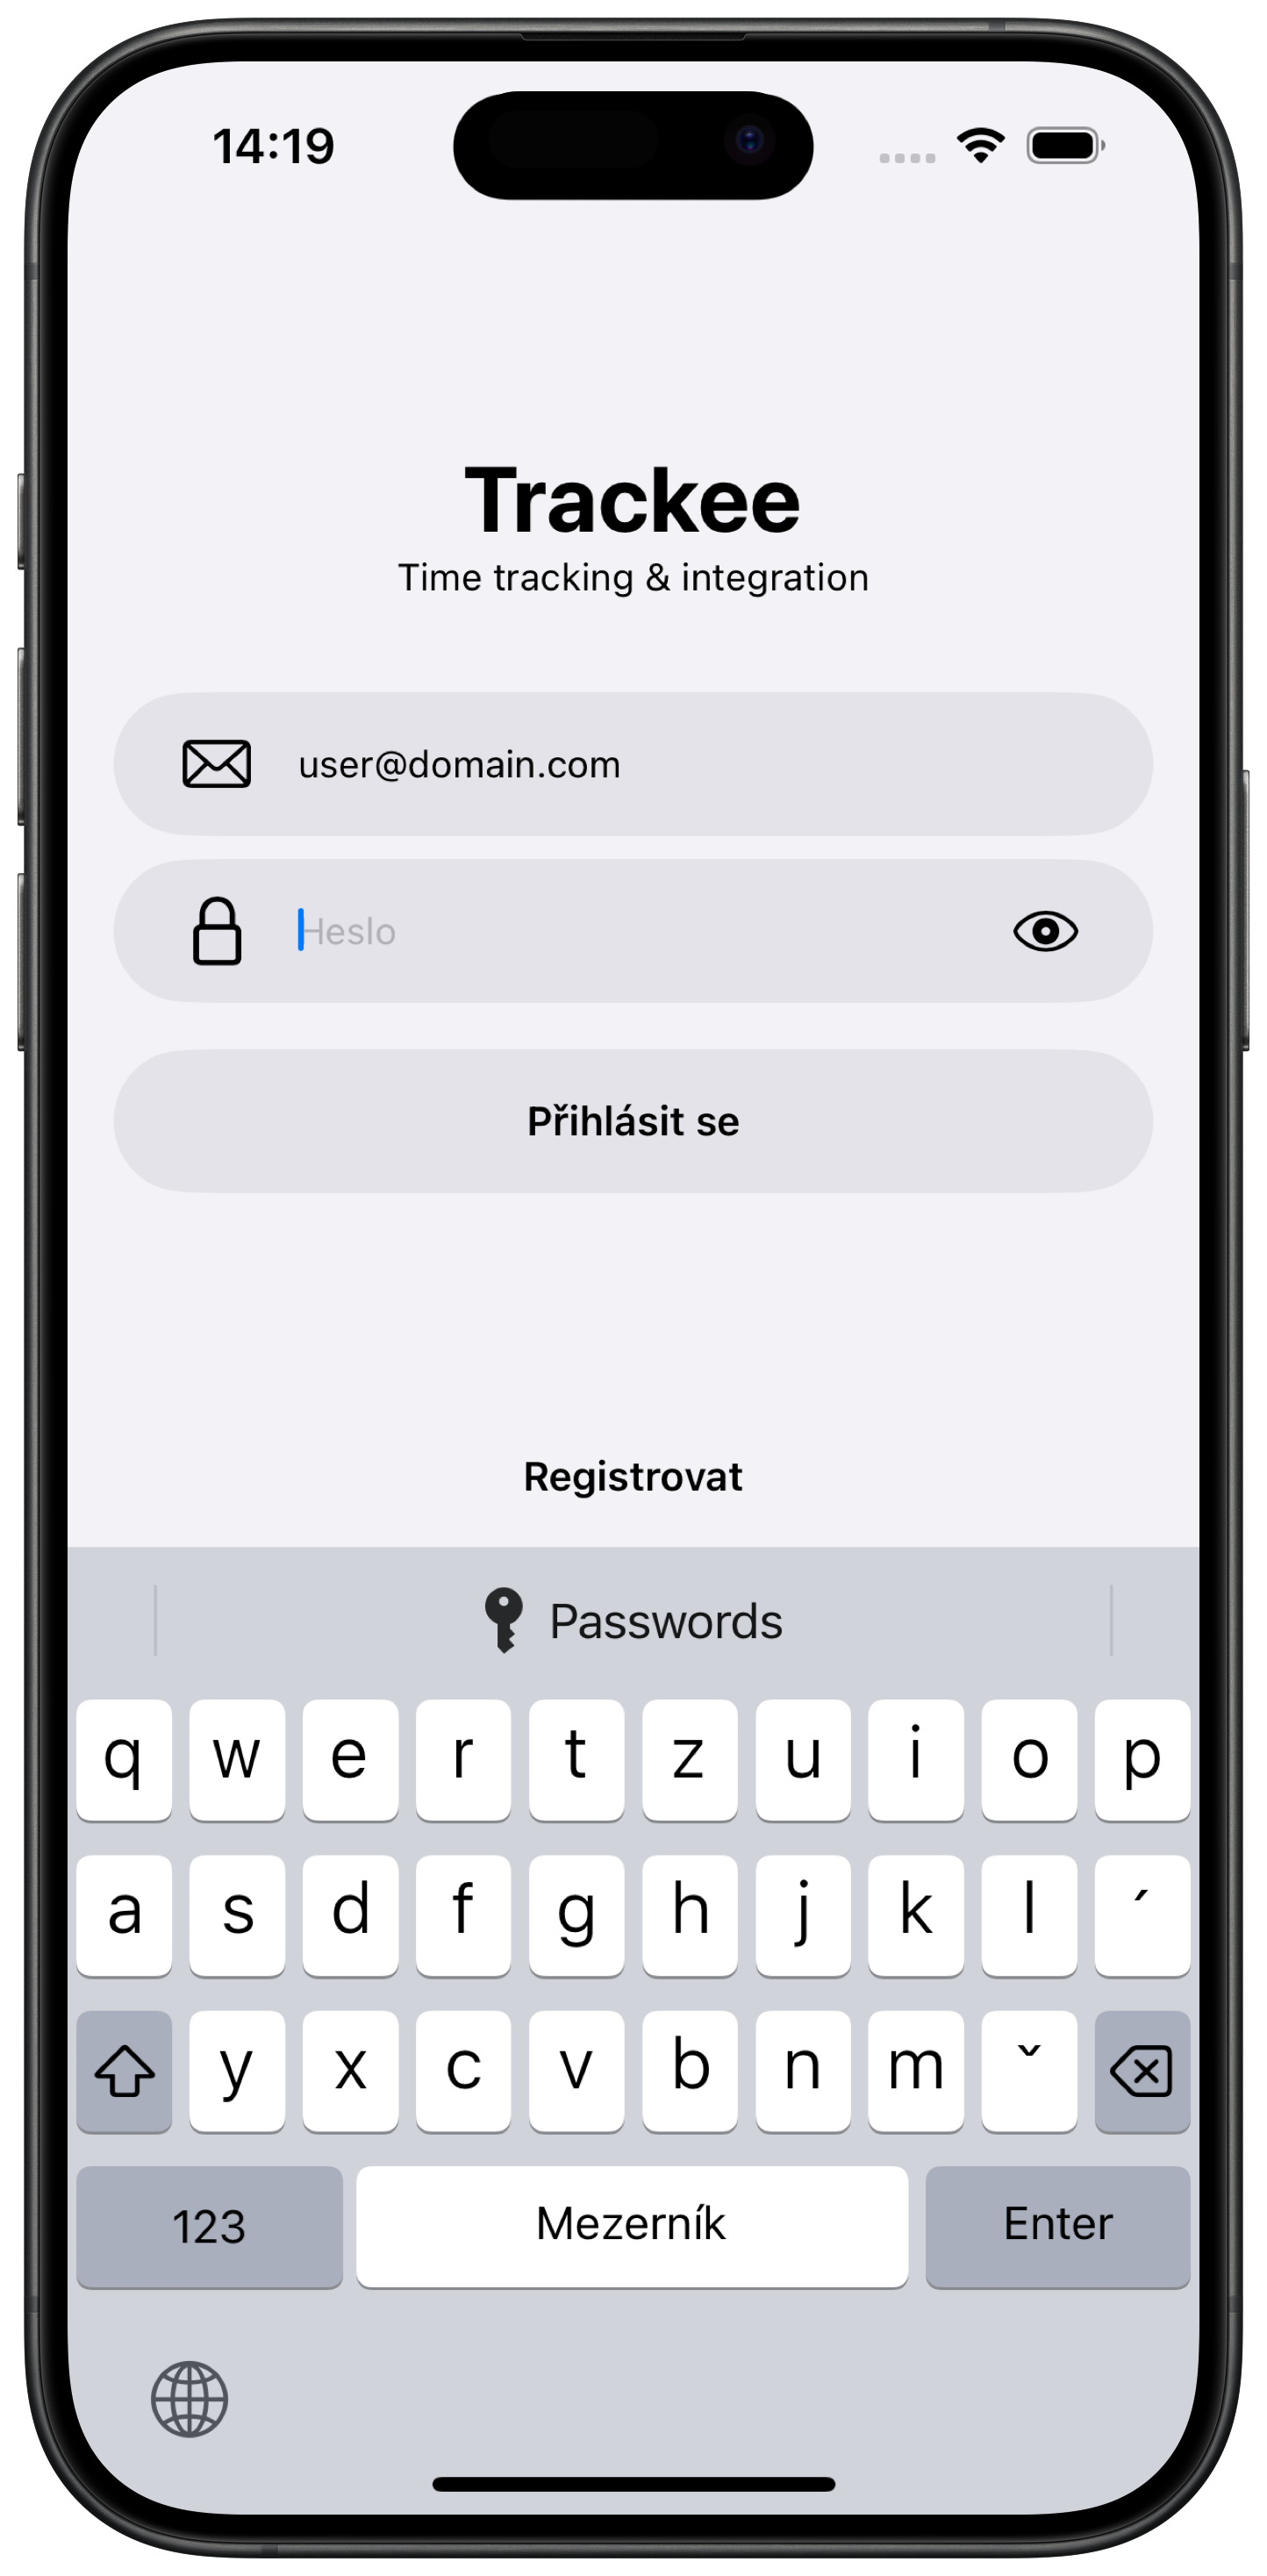 14:19
Trackee
Time tracking & integration
user@domain.com
Heslo
Přihlásit se
Registrovat
Passwords
q w e r t z u i o p
a s d f g h j k l ´
y x c v b n m ˇ
123 Mezerník Enter